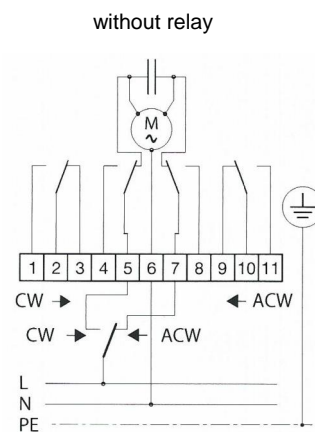 without relay
M
~
1 2 3 4 5 6 7 8 9 10 11
CW → ← ACW
CW → ← ACW
L
N
PE